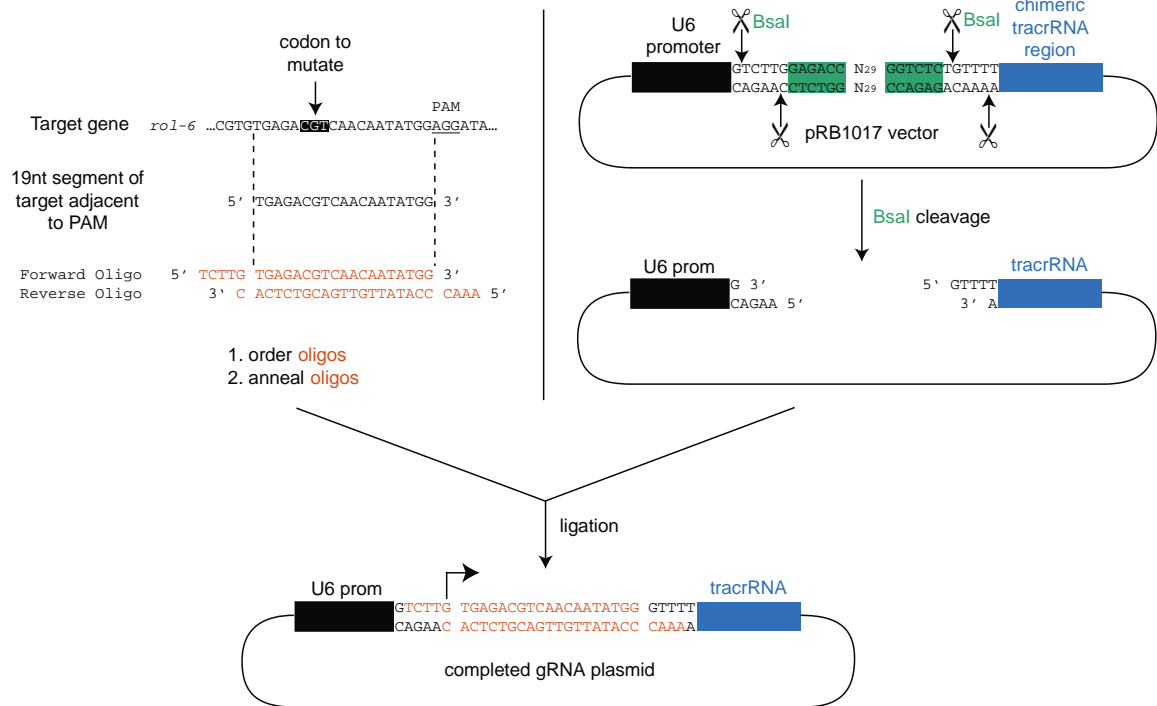 codon to
mutate
PAM
Target gene rol-6 …CGTGTGAGACGTCAACAATATGGAGGATA…
19nt segment of
target adjacent
to PAM
5’ TGAGACGTCAACAATATGG 3’
Forward Oligo 5’ TCTTG TGAGACGTCAACAATATGG 3’
Reverse Oligo 3‘ C ACTCTGCAGTTGTTATACC CAAA 5’
1. order oligos
2. anneal oligos
U6
promoter
BsaI
BsaI
chimeric
tracrRNA
region
GTCTTGGAGACC N29 GGTCTCTGTTTT
CAGAACCTCTGG N29 CCAGAGACAAAA
pRB1017 vector
BsaI cleavage
U6 prom
tracrRNA
G 3’
5‘ GTTTT
CAGAA 5’
3’ A
ligation
U6 prom
tracrRNA
GTCTTG TGAGACGTCAACAATATGG GTTTT
CAGAAC ACTCTGCAGTTGTTATACC CAAAA
completed gRNA plasmid